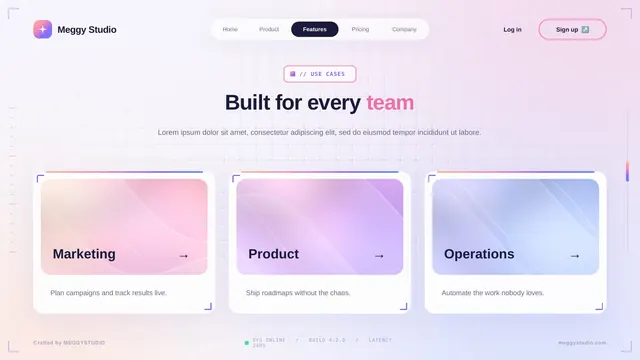 Meggy Studio
Home Product Features Pricing Company
Log in
Sign up ↗
// USE CASES
Built for every team
Lorem ipsum dolor sit amet, consectetur adipiscing elit, sed do eiusmod tempor incididunt ut labore.
Marketing →
Plan campaigns and track results live.
Product →
Ship roadmaps without the chaos.
Operations →
Automate the work nobody loves.
Crafted by MEGGYSTUDIO
SYS.ONLINE / BUILD 4.2.0 / LATENCY
meggystudio.com